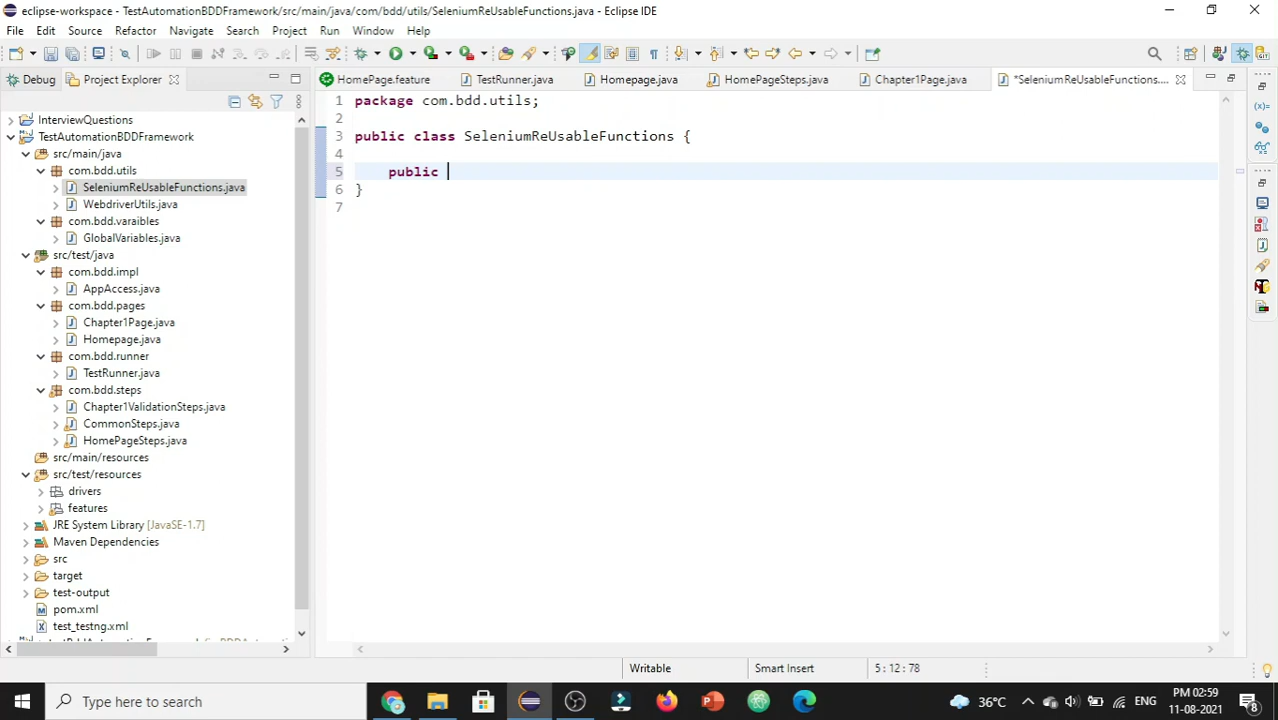 eclipse-workspace - TestAutomationBDDFramework/src/main/java/com/bdd/utils/SeleniumReUsableFunctions.java - Eclipse IDE
File Edit Source Refactor Navigate Search Project Run Window Help
Debug Project Explorer HomePage.feature TestRunner.java Homepage.java HomePageSteps.java Chapter1Page.java *SeleniumReUsableFunctions....
InterviewQuestions
TestAutomationBDDFramework
src/main/java
com.bdd.utils
SeleniumReUsableFunctions.java
WebdriverUtils.java
com.bdd.varaibles
GlobalVariables.java
src/test/java
com.bdd.impl
AppAccess.java
com.bdd.pages
Chapter1Page.java
Homepage.java
com.bdd.runner
TestRunner.java
com.bdd.steps
Chapter1ValidationSteps.java
CommonSteps.java
HomePageSteps.java
src/main/resources
src/test/resources
drivers
features
JRE System Library [JavaSE-1.7]
Maven Dependencies
src
target
test-output
pom.xml
test_testng.xml
1 package com.bdd.utils;
2
3 public class SeleniumReUsableFunctions {
4
5 public
6 }
7
Writable Smart Insert 5 : 12 : 78
Type here to search 36°C ENG PM 02:59
11-08-2021 8